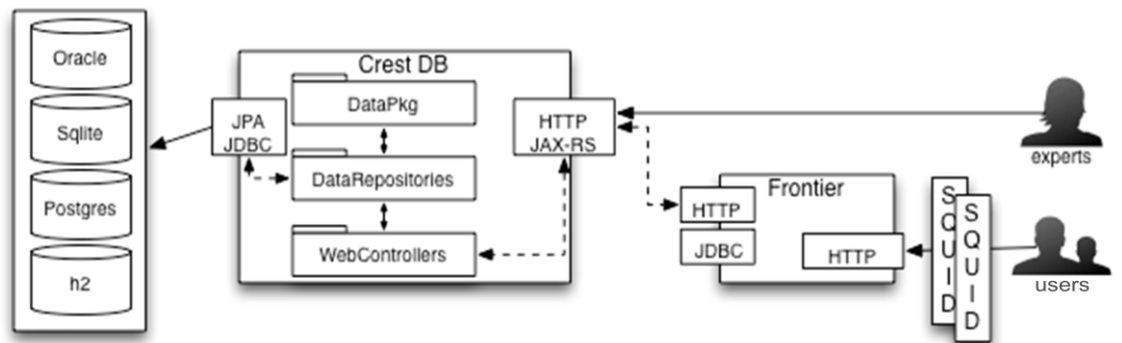 Oracle
Sqlite
Postgres
h2
Crest DB
JPA
JDBC
DataPkg
DataRepositories
WebControllers
HTTP
JAX-RS
experts
Frontier
HTTP
JDBC
HTTP
SQUID
SQUID
users